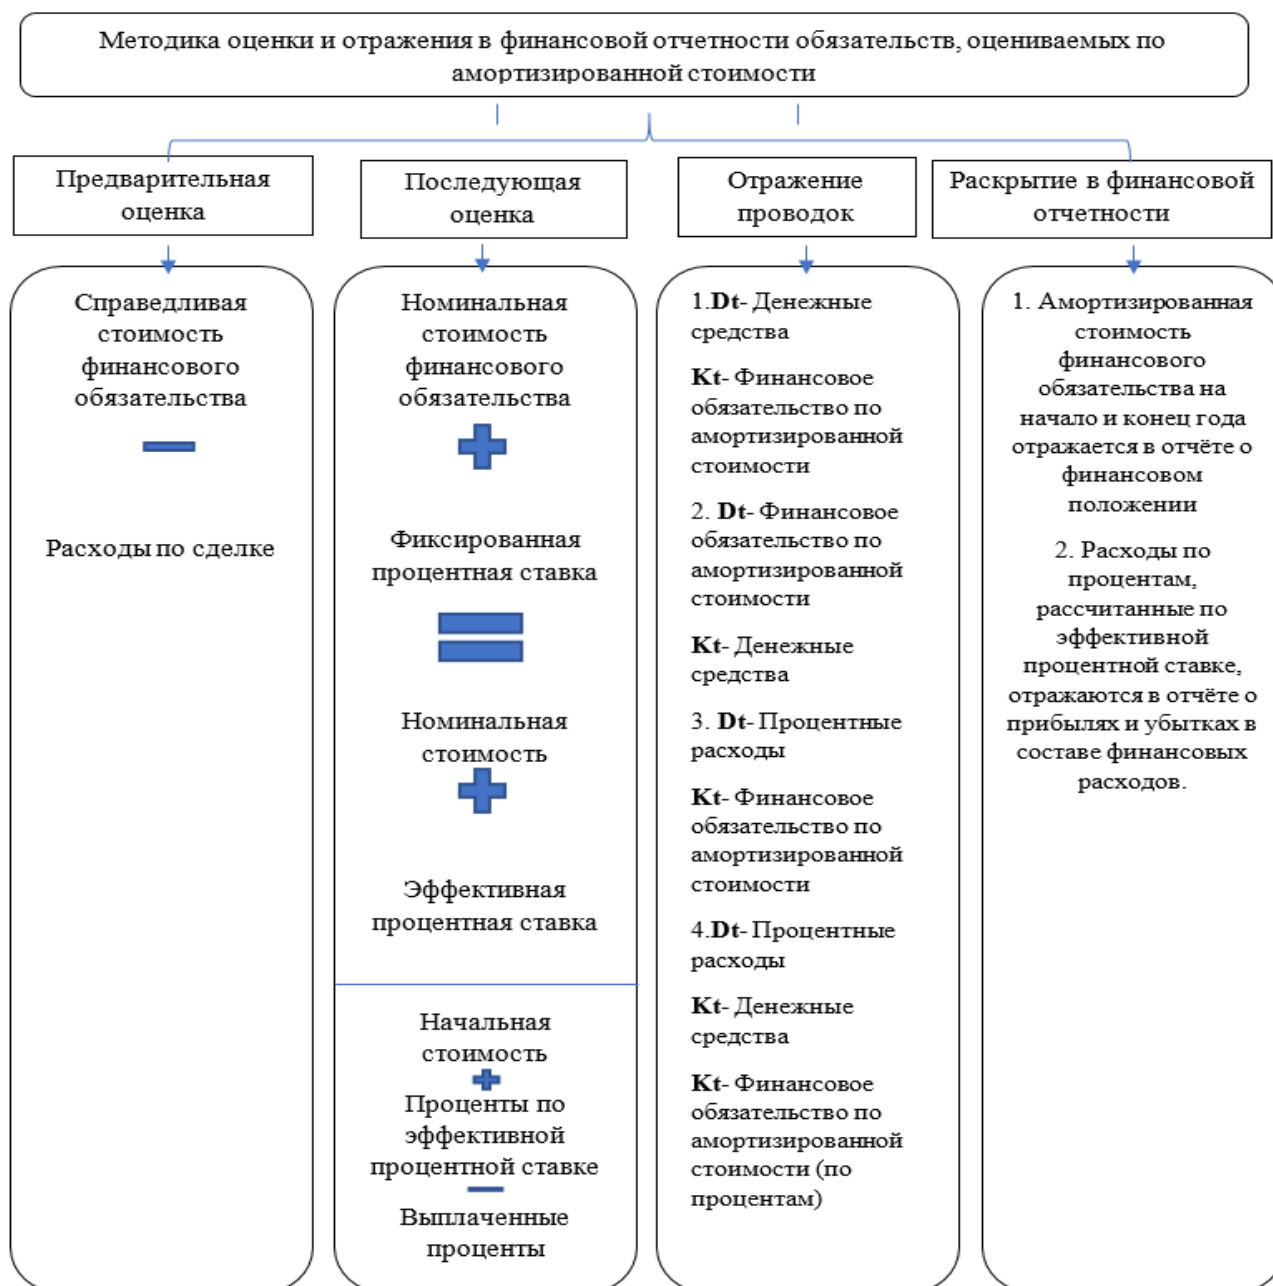 Методика оценки и отражения в финансовой отчетности обязательств, оцениваемых по
амортизированной стоимости
Предварительная
оценка
Последующая
оценка
Отражение
проводок
Раскрытие в финансовой
отчетности
Справедливая
стоимость
финансового
обязательства
Расходы по сделке
Номинальная
стоимость
финансового
обязательства
Фиксированная
процентная ставка
Номинальная
стоимость
Эффективная
процентная ставка
Начальная
стоимость
Проценты по
эффективной
процентной ставке
Выплаченные
проценты
1.Dt- Денежные
средства
Kt- Финансовое
обязательство по
амортизированной
стоимости
2. Dt- Финансовое
обязательство по
амортизированной
стоимости
Kt- Денежные
средства
3. Dt- Процентные
расходы
Kt- Финансовое
обязательство по
амортизированной
стоимости
4.Dt- Процентные
расходы
Kt- Денежные
средства
Kt- Финансовое
обязательство по
амортизированной
стоимости (по
процентам)
1. Амортизированная
стоимость
финансового
обязательства на
начало и конец года
отражается в отчёте о
финансовом
положении
2. Расходы по
процентам,
рассчитанные по
эффективной
процентной ставке,
отражаются в отчёте о
прибылях и убытках в
составе финансовых
расходов.